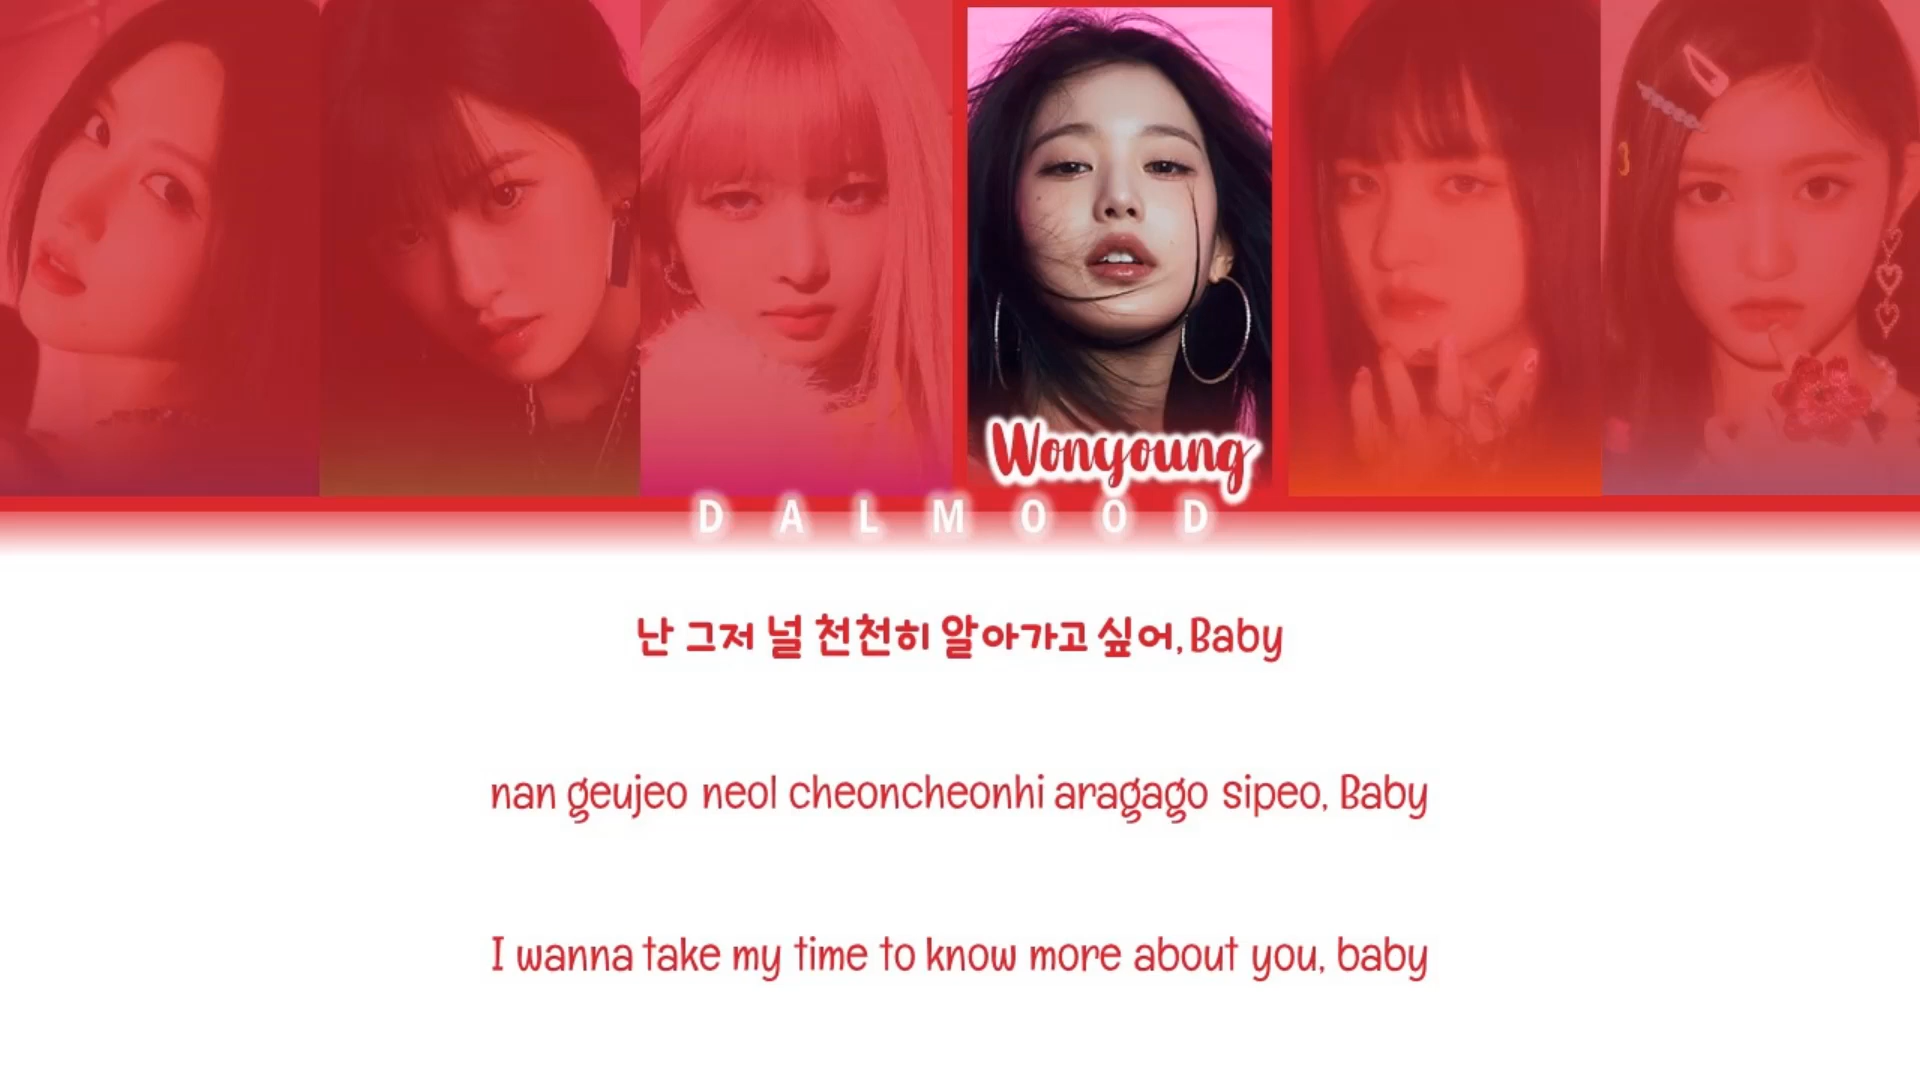 Wonyoung
DALMOOD
난 그저 널 천천히 알아가고 싶어, Baby
nan geujeo neol cheoncheonhi aragago sipeo, Baby
I wanna take my time to know more about you, baby